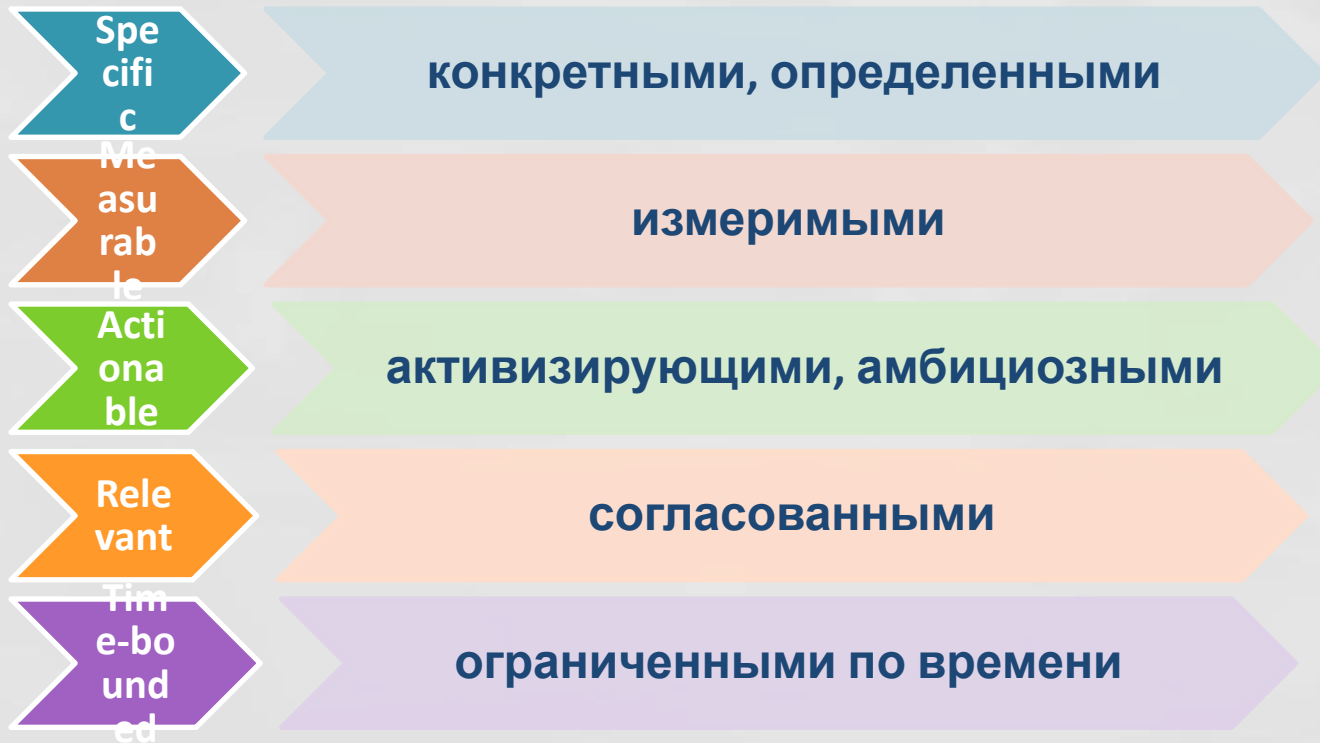 Spe
cifi
c
конкретными, определенными
Me
asu
rab
le
измеримыми
Acti
ona
ble
активизирующими, амбициозными
Rele
vant
согласованными
Tim
e-bo
und
ed
ограниченными по времени